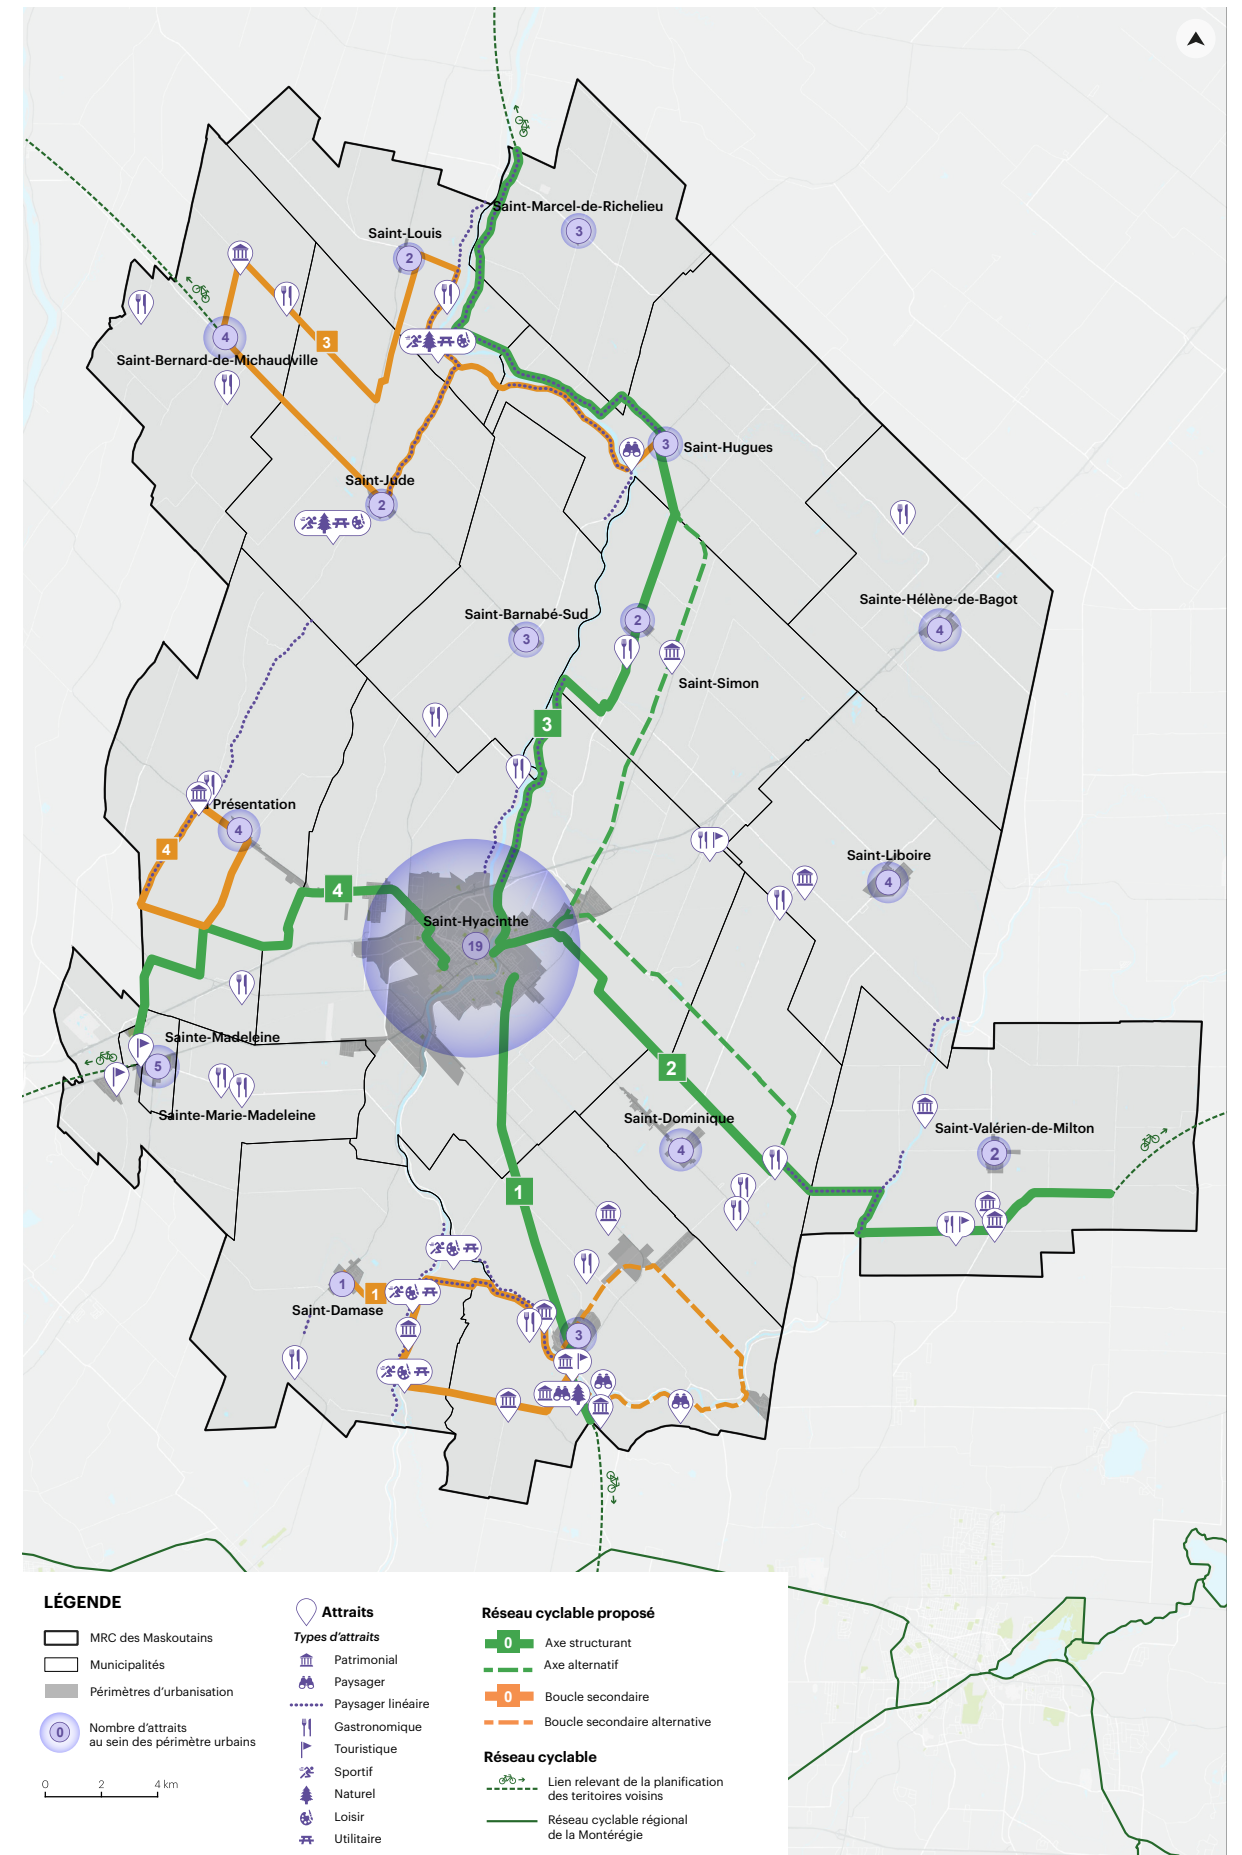 Saint-Marcel-de-Richelieu
3
Saint-Louis
2
4
3
Saint-Bernard-de-Michaudville
3
Saint-Hugues
Saint-Jude
2
Sainte-Hélène-de-Bagot
4
Saint-Barnabé-Sud
3
2
Saint-Simon
3
Présentation
4
4
4
Saint-Liboire
4
Saint-Hyacinthe
19
Sainte-Madeleine
5
2
Sainte-Marie-Madeleine
Saint-Dominique
4
Saint-Valérien-de-Milton
2
1
1
1
Saint-Damase
3
LÉGENDE
MRC des Maskoutains
Municipalités
Périmètres d'urbanisation
0
Nombre d'attraits
au sein des périmètre urbains
0 2 4 km
Attraits
Types d'attraits
Patrimonial
Paysager
Paysager linéaire
Gastronomique
Touristique
Sportif
Naturel
Loisir
Utilitaire
Réseau cyclable proposé
0 Axe structurant
Axe alternatif
0 Boucle secondaire
Boucle secondaire alternative
Réseau cyclable
Lien relevant de la planification
des teritoires voisins
Réseau cyclable régional
de la Montérégie